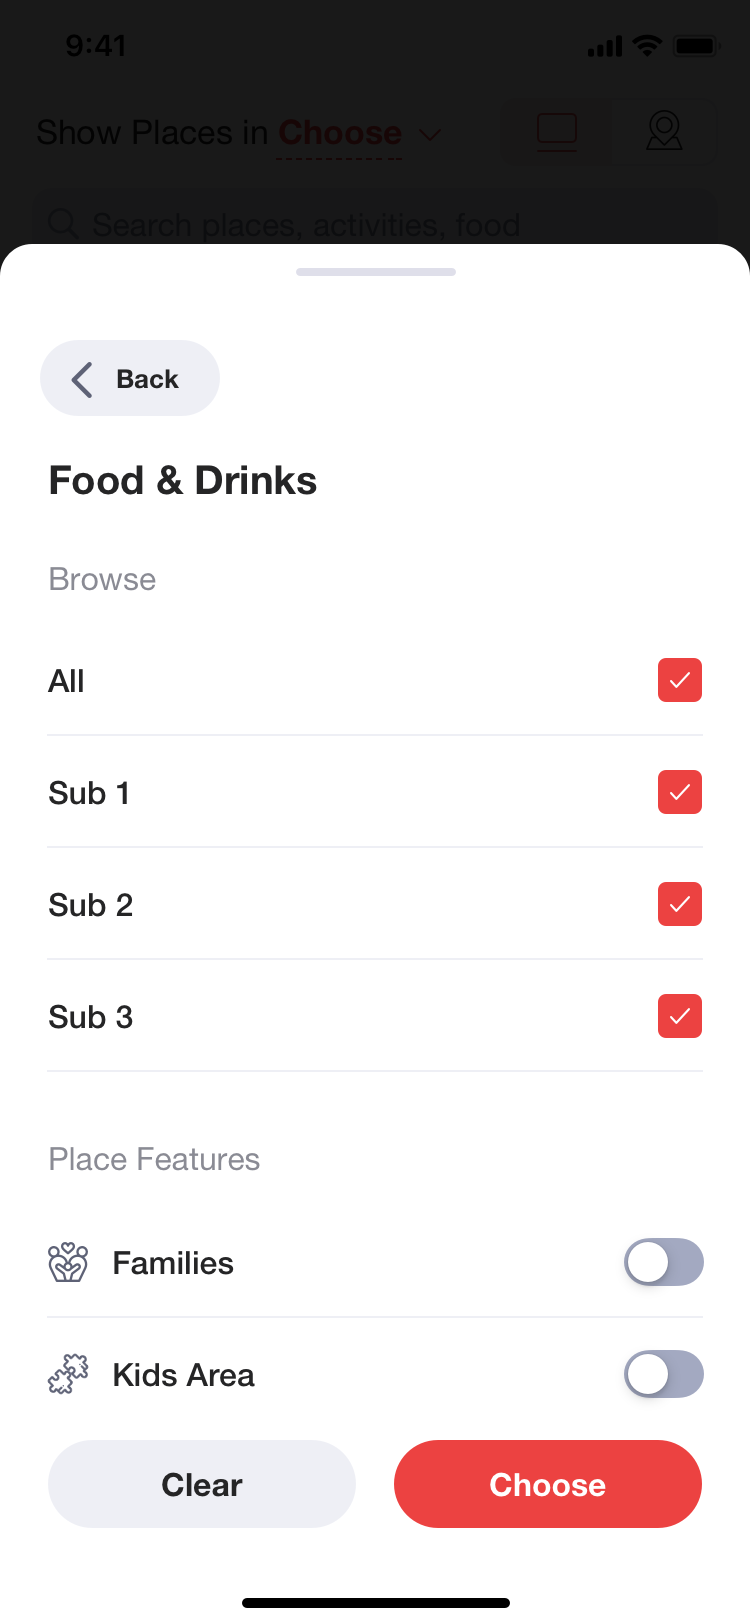 9:41
Show Places in Choose
Search places, activities, food
Back
Food & Drinks
Browse
All
Sub 1
Sub 2
Sub 3
Place Features
Families
Kids Area
Clear
Choose